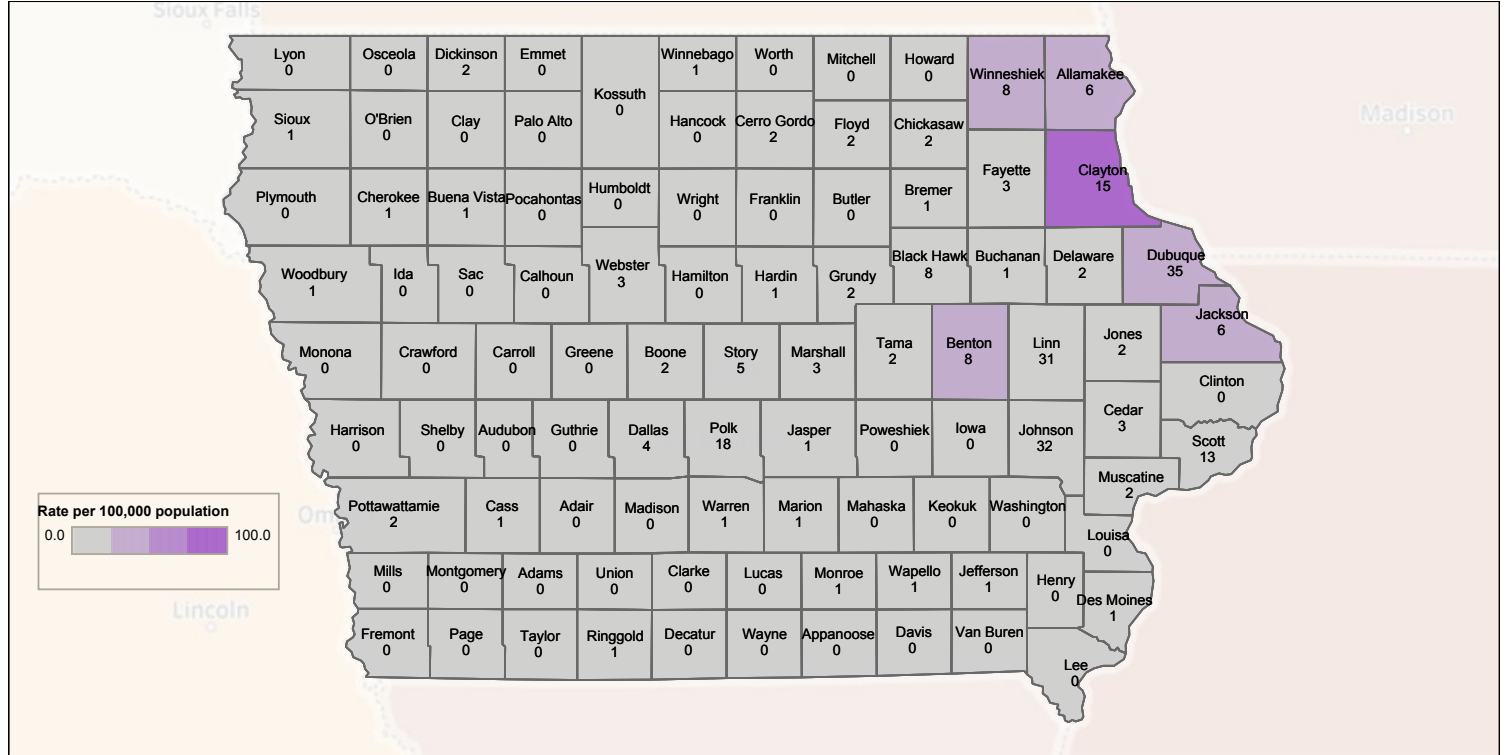 Sioux Falls
Lyon
0
Osceola
0
Dickinson
2
Emmet
0
Kossuth
0
Winnebago
1
Worth
0
Mitchell
0
Howard
0
Winneshiek
8
Allamakee
6
Sioux
1
O'Brien
0
Clay
0
Palo Alto
0
Hancock
0
Cerro Gordo
2
Floyd
2
Chickasaw
2
Madison
Plymouth
0
Cherokee
1
Buena Vista
1
Pocahontas
0
Humboldt
0
Wright
0
Franklin
0
Butler
0
Bremer
1
Fayette
3
Clayton
15
Woodbury
1
Ida
0
Sac
0
Calhoun
0
Webster
3
Hamilton
0
Hardin
1
Grundy
2
Black Hawk
8
Buchanan
1
Delaware
2
Dubuque
35
Monona
0
Crawford
0
Carroll
0
Greene
0
Boone
2
Story
5
Marshall
3
Tama
2
Benton
8
Linn
31
Jones
2
Jackson
6
Clinton
0
Harrison
0
Shelby
0
Audubon
0
Guthrie
0
Dallas
4
Polk
18
Jasper
1
Poweshiek
0
Iowa
0
Johnson
32
Cedar
3
Scott
13
Muscatine
2
Pottawattamie
2
Cass
1
Adair
0
Madison
0
Warren
1
Marion
1
Mahaska
0
Keokuk
0
Washington
0
Louisa
0
Om
Rate per 100,000 population
0.0
100.0
Mills
0
Montgomery
0
Adams
0
Union
0
Clarke
0
Lucas
0
Monroe
1
Wapello
1
Jefferson
1
Henry
0
Des Moines
1
Lincoln
Fremont
0
Page
0
Taylor
0
Ringgold
1
Decatur
0
Wayne
0
Appanoose
0
Davis
0
Van Buren
0
Lee
0